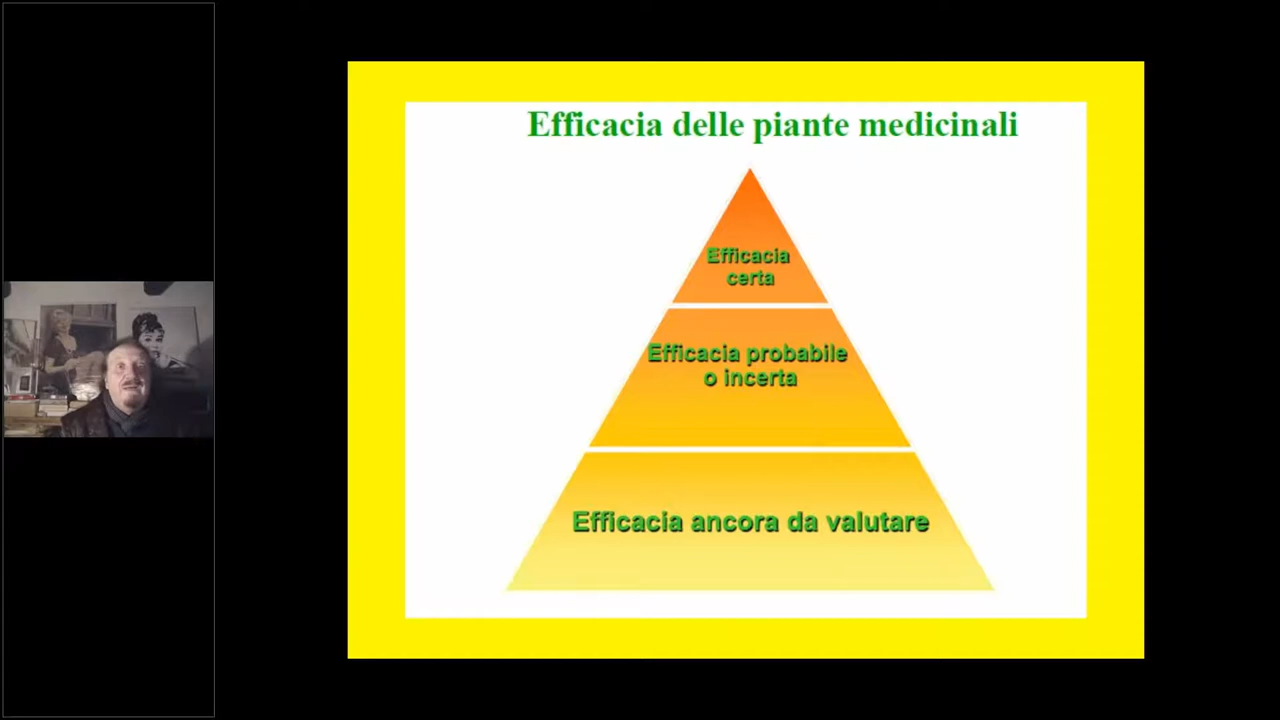 Efficacia delle piante medicinali
Efficacia
certa
Efficacia probabile
o incerta
Efficacia ancora da valutare